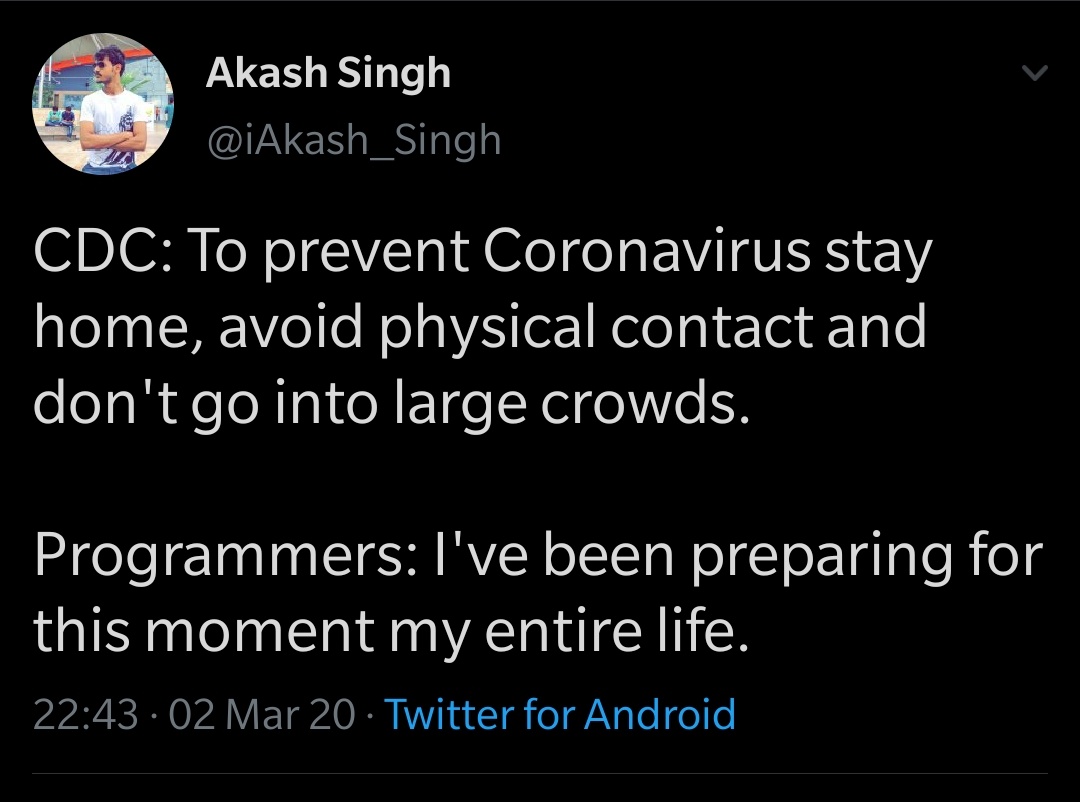 Akash Singh
@iAkash_Singh
CDC: To prevent Coronavirus stay
home, avoid physical contact and
don't go into large crowds.
Programmers: I've been preparing for
this moment my entire life.
22:43 · 02 Mar 20 · Twitter for Android